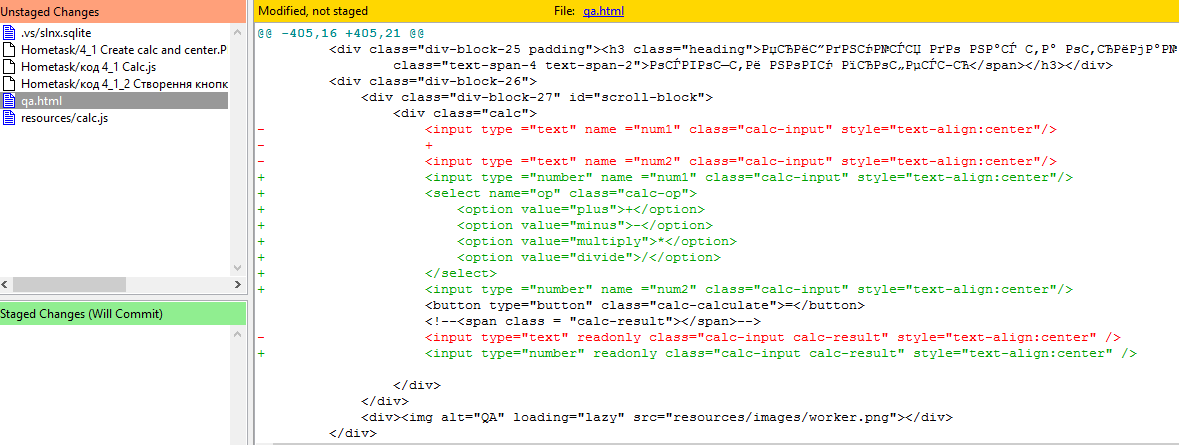 Unstaged Changes
.vs/slnx.sqlite
Hometask/4_1 Create calc and center.P
Hometask/код 4_1 Calc.js
Hometask/код 4_1_2 Створення кнопк
qa.html
resources/calc.js
Staged Changes (Will Commit)
Modified, not staged File: qa.html
@@ -405,16 +405,21 @@
<div class="div-block-25 padding"><h3 class="heading">РџСЂРёС”РґРЅСѓР№СЃСЏ РґРѕ РЅР°СЃ С‚Р° РѕС‚СЂРёРјР°Р№
class="text-span-4 text-span-2">РѕСЃРІРѕС—С‚Рё РЅРѕРІСѓ РїСЂРѕС„РµСЃС–СЋ</span></h3></div>
<div class="div-block-26">
<div class="div-block-27" id="scroll-block">
<div class="calc">
- <input type ="text" name ="num1" class="calc-input" style="text-align:center"/>
- +
- <input type ="text" name ="num2" class="calc-input" style="text-align:center"/>
+ <input type ="number" name ="num1" class="calc-input" style="text-align:center"/>
+ <select name="op" class="calc-op">
+ <option value="plus">+</option>
+ <option value="minus">-</option>
+ <option value="multiply">*</option>
+ <option value="divide">/</option>
+ </select>
+ <input type ="number" name ="num2" class="calc-input" style="text-align:center"/>
<button type="button" class="calc-calculate">=</button>
<!--<span class = "calc-result"></span>-->
- <input type="text" readonly class="calc-input calc-result" style="text-align:center" />
+ <input type="number" readonly class="calc-input calc-result" style="text-align:center" />
</div>
</div>
<div><img alt="QA" loading="lazy" src="resources/images/worker.png"></div>
</div>